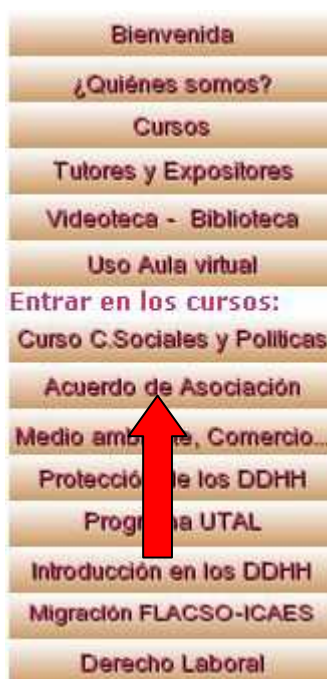 Bienvenida
¿Quiénes somos?
Cursos
Tutores y Expositores
Videoteca - Biblioteca
Uso Aula virtual
Entrar en los cursos:
Curso C.Sociales y Politicas
Acuerdo de Asociación
Medio , Comercio...
de los DDHH
UTAL
Introducción en los DDHH
Migración FLACSO-ICAES
Derecho Laboral